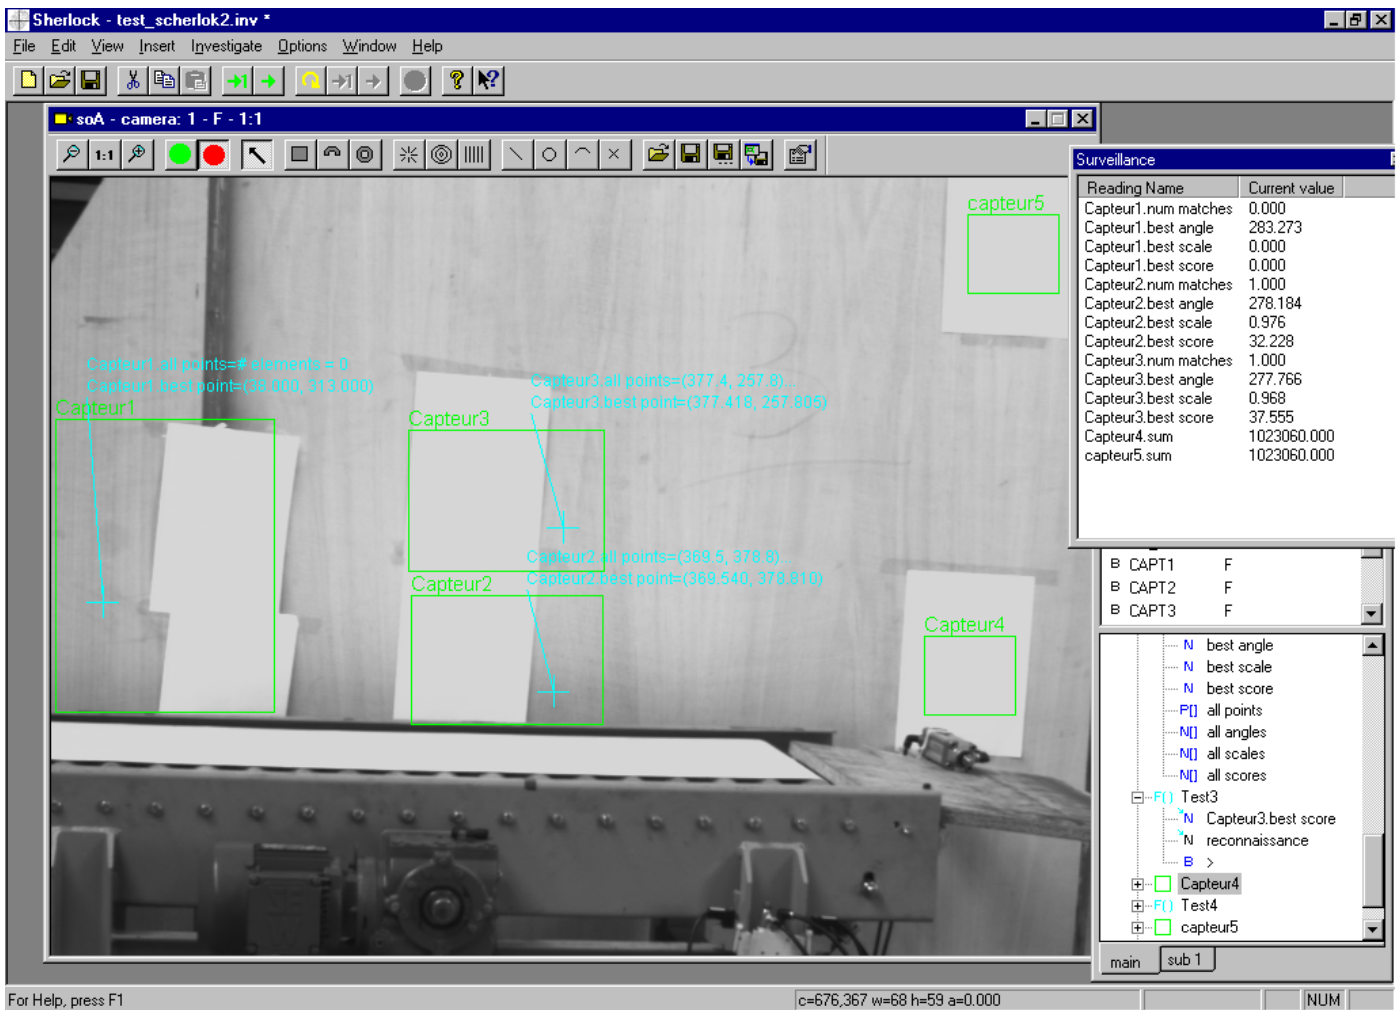 Sherlock - test_scherlok2.inv *
File Edit View Insert Investigate Options Window Help
soA - camera: 1 - F - 1:1
1:1
Surveillance
Reading Name Current value
Capteur1.num matches 0.000
Capteur1.best angle 283.273
Capteur1.best scale 0.000
Capteur1.best score 0.000
Capteur2.num matches 1.000
Capteur2.best angle 278.184
Capteur2.best scale 0.976
Capteur2.best score 32.228
Capteur3.num matches 1.000
Capteur3.best angle 277.766
Capteur3.best scale 0.968
Capteur3.best score 37.555
Capteur4.sum 1023060.000
capteur5.sum 1023060.000
capteur5
Capteur1.all points=# elements = 0
Capteur1.best point=(38.000, 313.000)
Capteur1
Capteur3.all points=(377.4, 257.8)...
Capteur3.best point=(377.418, 257.805)
Capteur3
Capteur2.all points=(369.5, 378.8)...
Capteur2.best point=(369.540, 378.810)
Capteur2
Capteur4
B CAPT1 F
B CAPT2 F
B CAPT3 F
N best angle
N best scale
N best score
P[] all points
N[] all angles
N[] all scales
N[] all scores
F() Test3
N Capteur3.best score
N reconnaissance
B >
Capteur4
F() Test4
capteur5
main sub 1
For Help, press F1
c=676,367 w=68 h=59 a=0.000
NUM